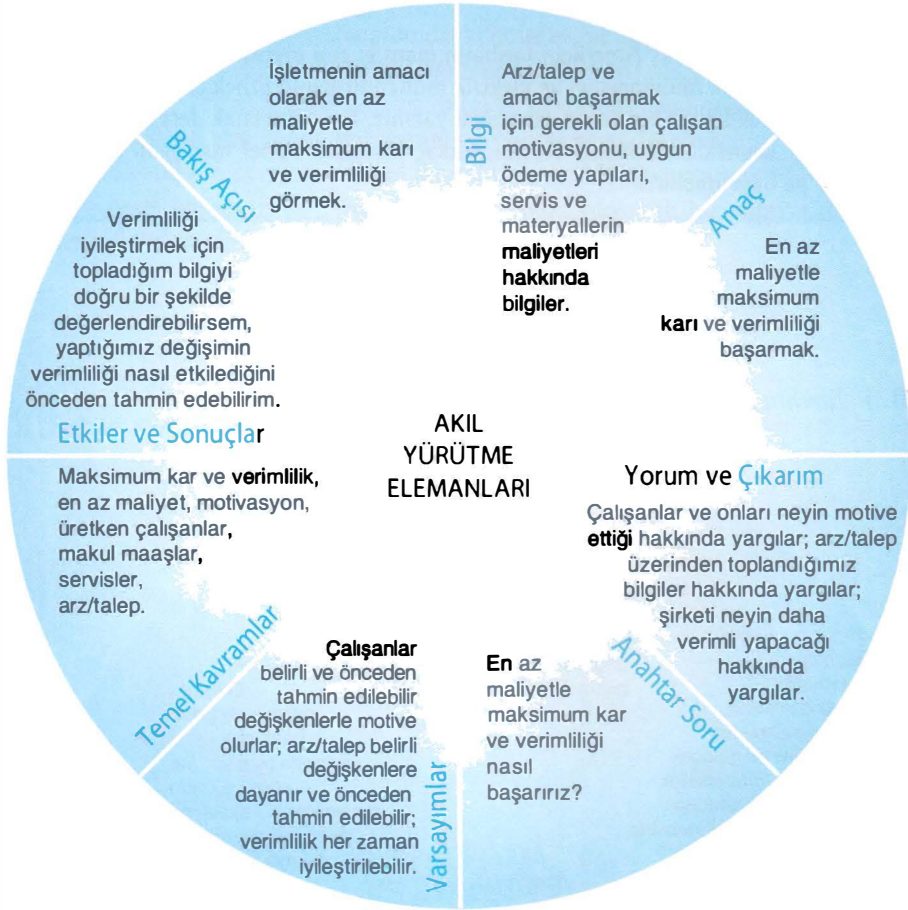 İşletmenin amacı
olarak en az
maliyetle
maksimum karı
ve verimliliği
görmek.
Bakış Açısı
Arz/talep ve
amacı başarmak
için gerekli olan çalışan
motivasyonu, uygun
ödeme yapıları,
servis ve
materyallerin
maliyetleri
hakkında
bilgiler.
Bilgi
En az
maliyetle
maksimum
karı ve verimliliği
başarmak.
Amaç
Yorum ve Çıkarım
Çalışanlar ve onları neyin motive
ettiği hakkında yargılar; arz/talep
üzerinden toplandığımız
bilgiler hakkında yargılar;
şirketi neyin daha
verimli yapacağı
hakkında
yargılar.
En az
maliyetle
maksimum kar
ve verimliliği
nasıl
başarırız?
Anahtar Soru
Çalışanlar
belirli ve önceden
tahmin edilebilir
değişkenlerle motive
olurlar; arz/talep belirli
değişkenlere
dayanır ve önceden
tahmin edilebilir;
verimlilik her zaman
iyileştirilebilir.
Varsayımlar
Maksimum kar ve verimlilik,
en az maliyet, motivasyon,
üretken çalışanlar,
makul maaşlar,
servisler,
arz/talep.
Temel Kavramlar
Verimliliği
iyileştirmek için
topladığım bilgiyi
doğru bir şekilde
değerlendirebilirsem,
yaptığımız değişimin
verimliliği nasıl etkilediğini
önceden tahmin edebilirim.
Etkiler ve Sonuçlar
AKIL
YÜRÜTME
ELEMANLARI